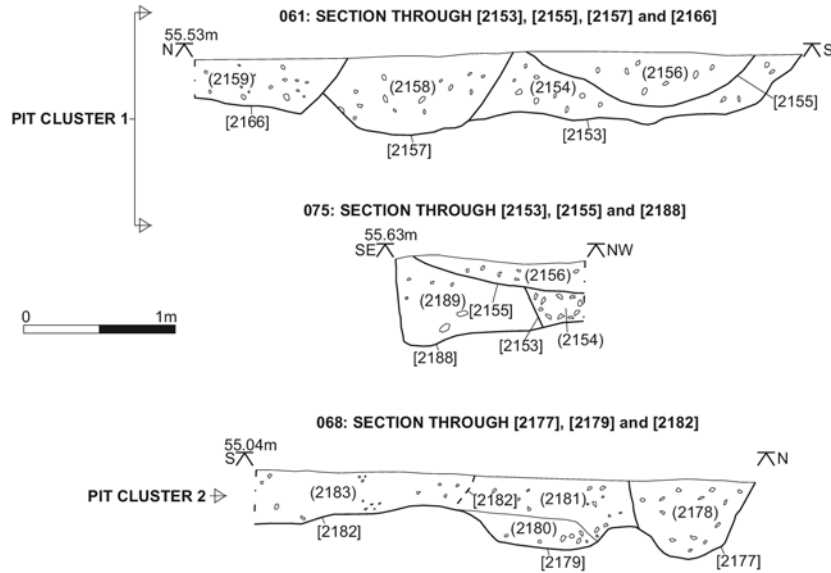 061: SECTION THROUGH [2153], [2155], [2157] and [2166]
55.53m
N S
(2159) (2158) (2154) (2156)
[2155]
PIT CLUSTER 1
[2166] [2157] [2153]
075: SECTION THROUGH [2153], [2155] and [2188]
55.63m
SE NW
(2156)
(2189) [2155]
[2153] (2154)
[2188]
0 1m
068: SECTION THROUGH [2177], [2179] and [2182]
55.04m
S N
PIT CLUSTER 2
(2183) [2182] (2181)
(2178)
[2182] (2180)
[2179] [2177]